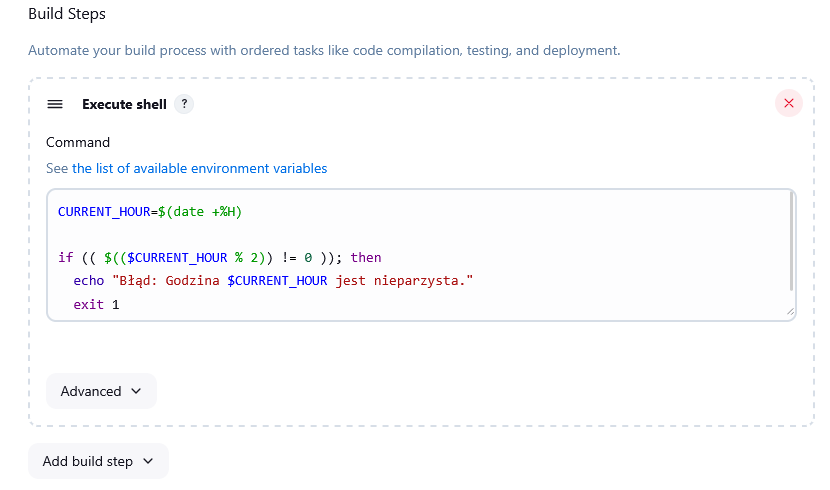 Build Steps
Automate your build process with ordered tasks like code compilation, testing, and deployment.
Execute shell ?
Command
See the list of available environment variables
CURRENT_HOUR=$(date +%H)
if (( $(($CURRENT_HOUR % 2)) != 0 )); then
echo "Błąd: Godzina $CURRENT_HOUR jest nieparzysta."
exit 1
Advanced
Add build step